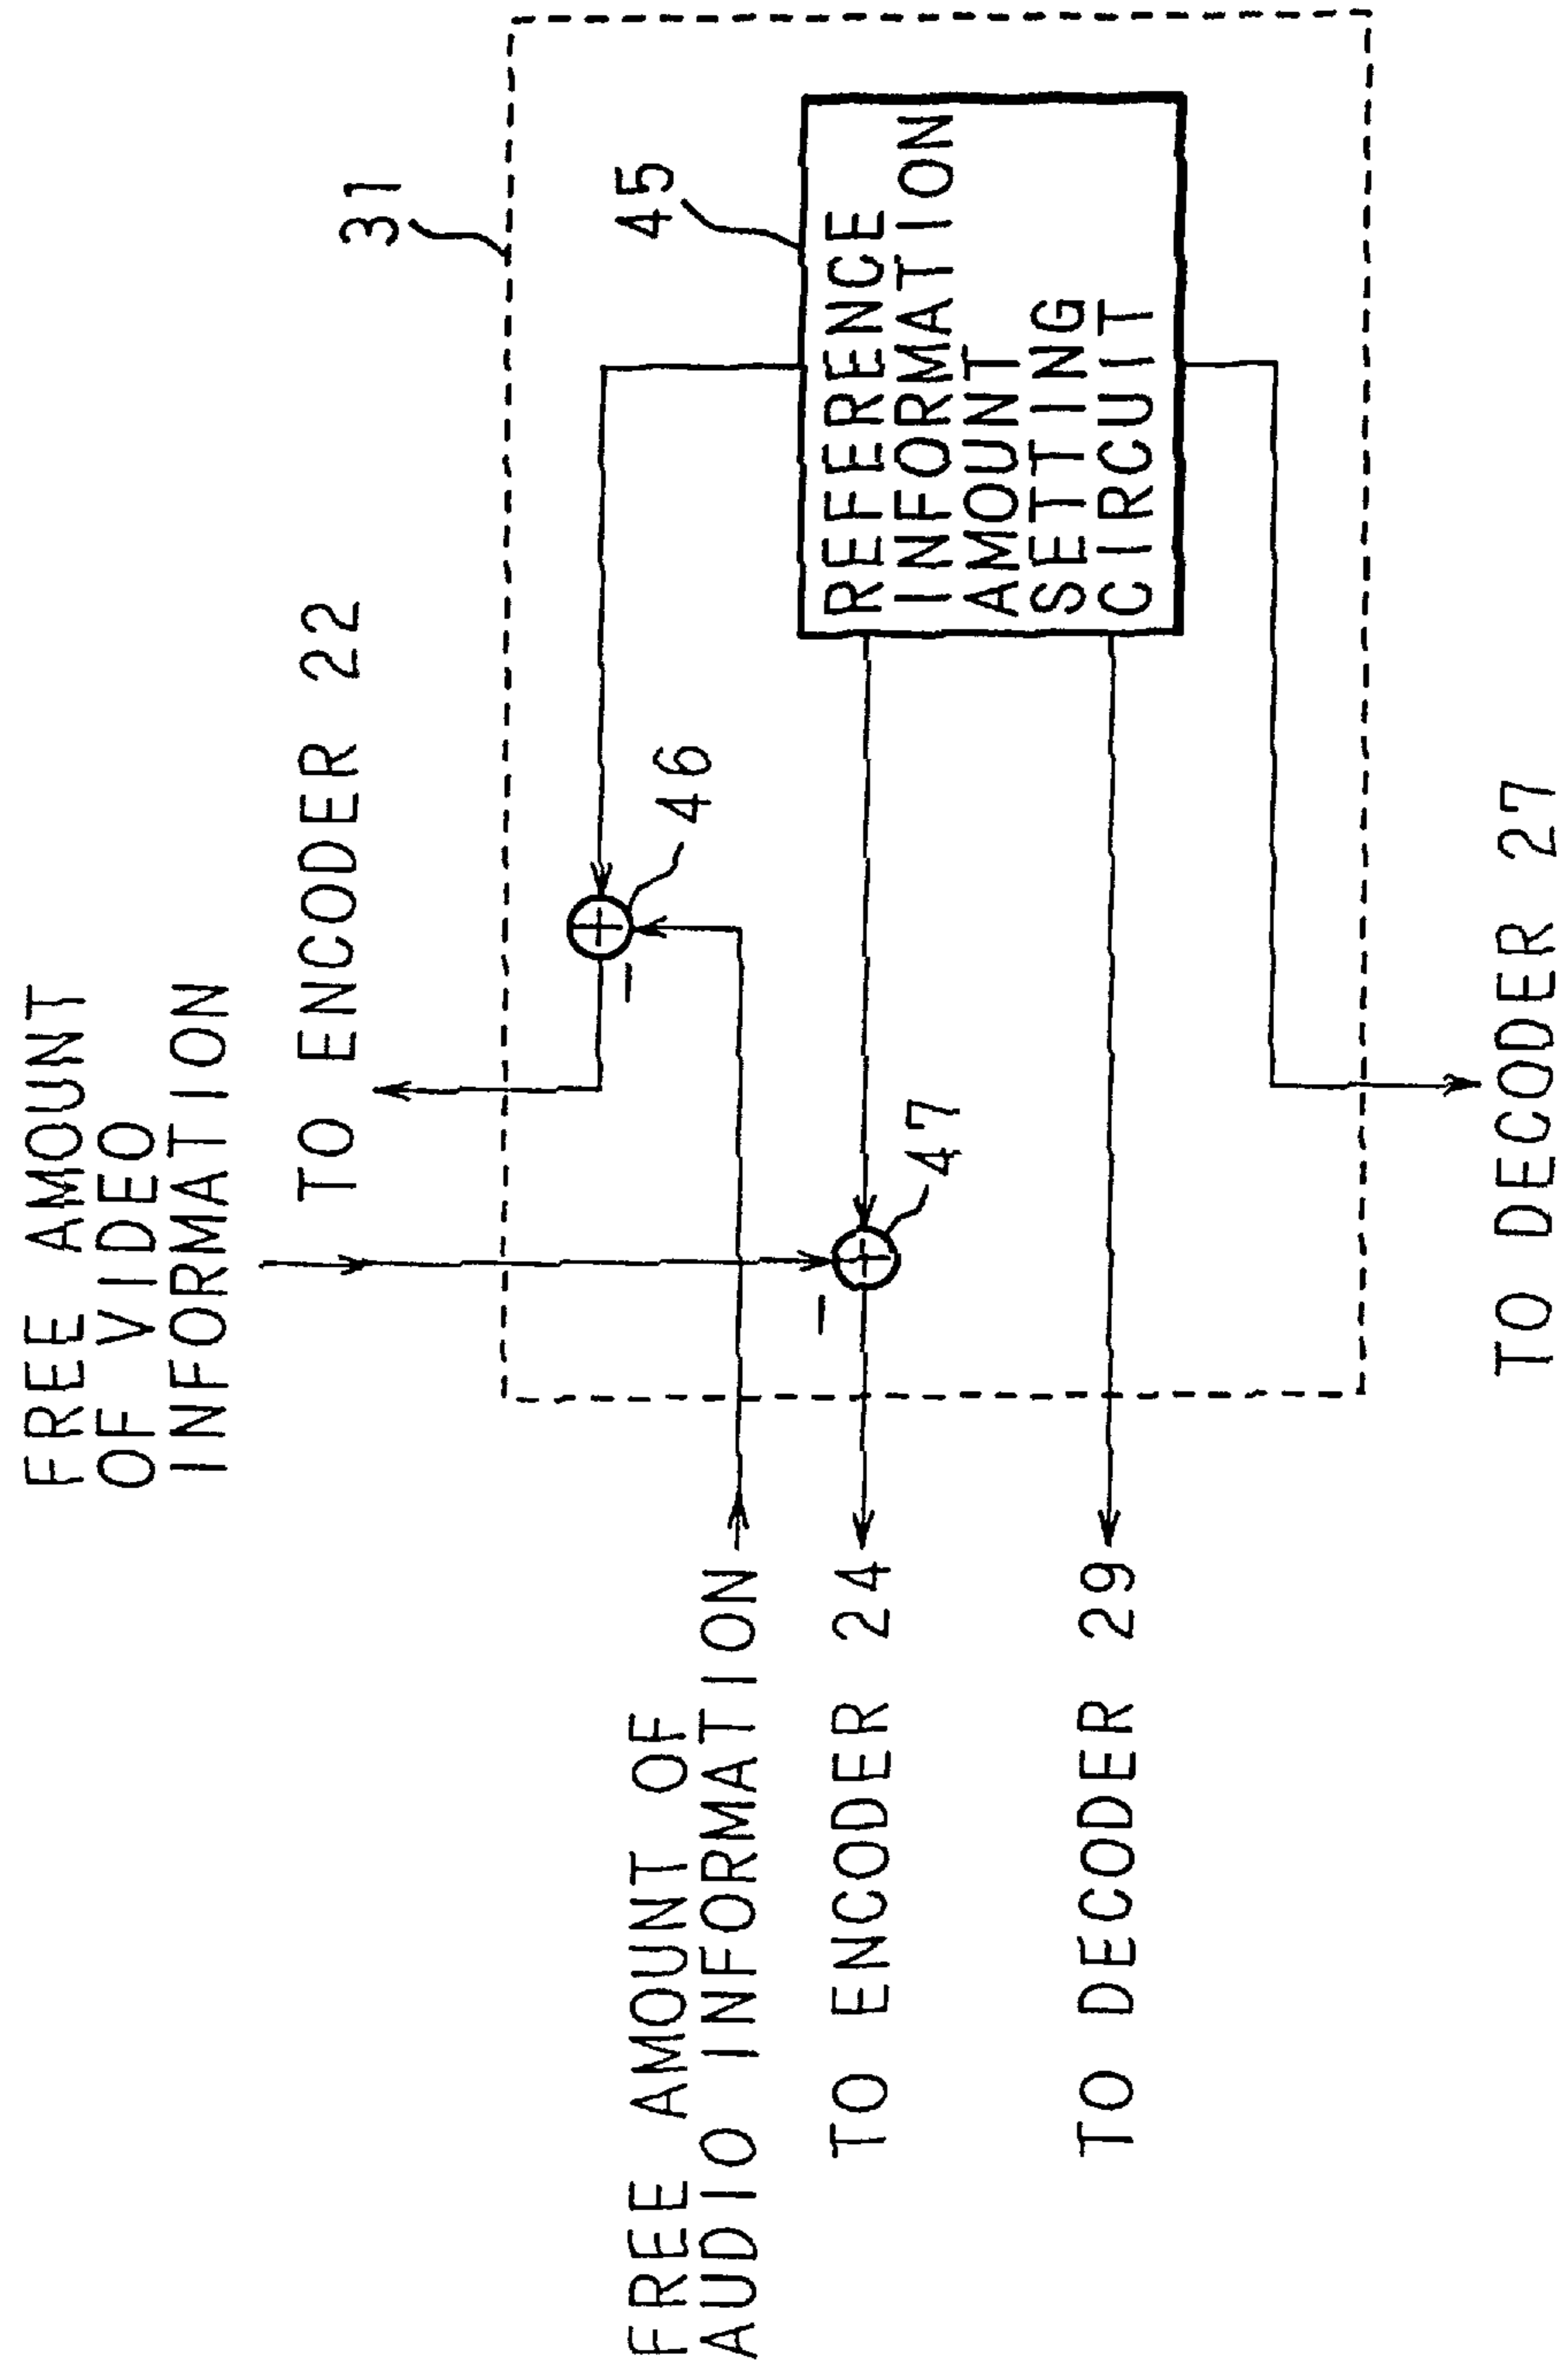 FREE AMOUNT
OF VIDEO
INFORMATION
TO ENCODER 22
31
45
46
47
REFERENCE
INFORMATION
AMOUNT
SETTING
CIRCUIT
FREE AMOUNT OF
AUDIO INFORMATION
TO ENCODER 24
TO DECODER 29
TO DECODER 27